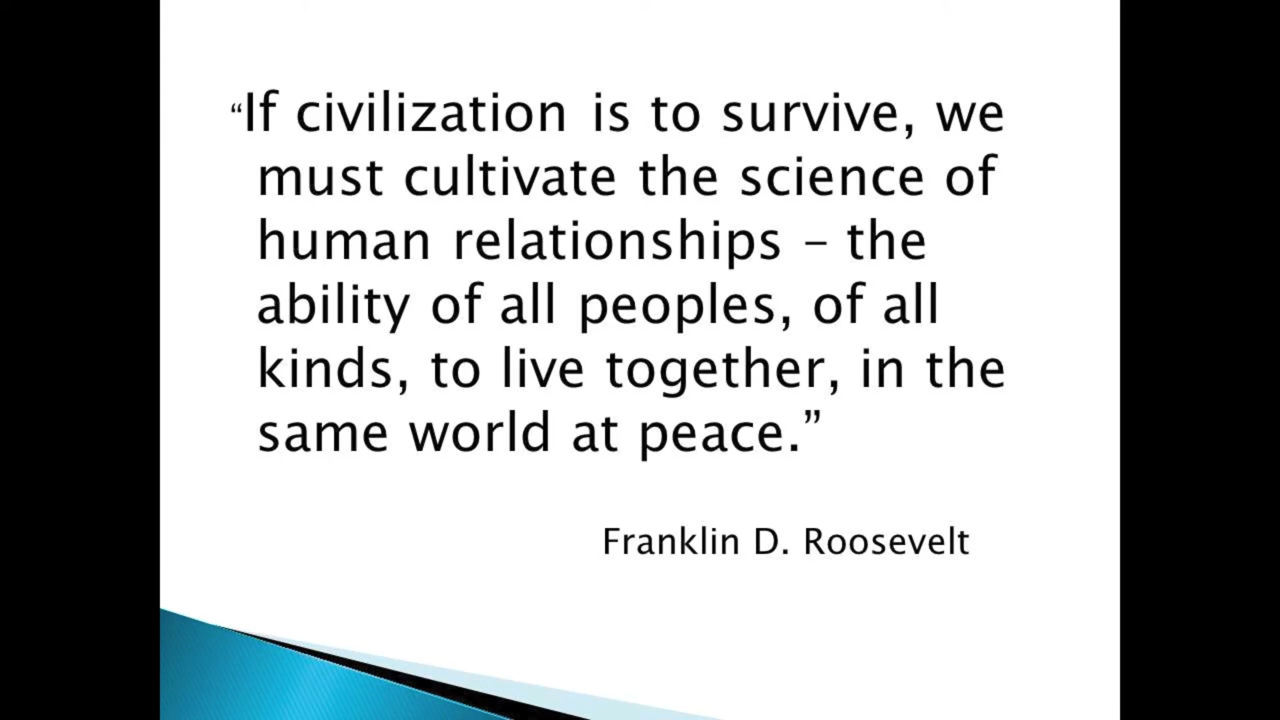 “If civilization is to survive, we
must cultivate the science of
human relationships – the
ability of all peoples, of all
kinds, to live together, in the
same world at peace.”
Franklin D. Roosevelt